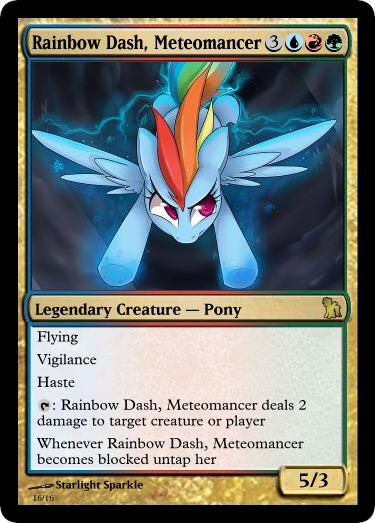 Rainbow Dash, Meteomancer 3
Legendary Creature — Pony
Flying
Vigilance
Haste
: Rainbow Dash, Meteomancer deals 2
damage to target creature or player
Whenever Rainbow Dash, Meteomancer
becomes blocked untap her
5/3
Starlight Sparkle
16/16